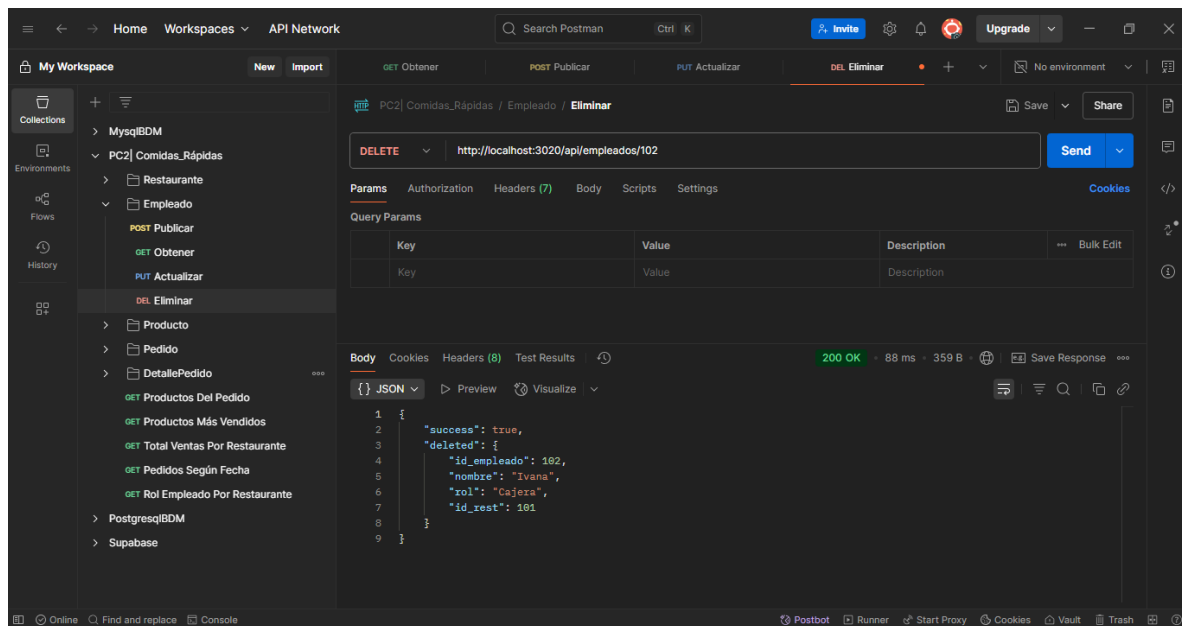 Home Workspaces API Network Search Postman Ctrl K Invite Upgrade
My Workspace New Import GET Obtener POST Publicar PUT Actualizar DEL Eliminar No environment
Collections
Environments
Flows
History
MysqlBDM
PC2| Comidas_Rápidas
Restaurante
Empleado
POST Publicar
GET Obtener
PUT Actualizar
DEL Eliminar
Producto
Pedido
DetallePedido
GET Productos Del Pedido
GET Productos Más Vendidos
GET Total Ventas Por Restaurante
GET Pedidos Según Fecha
GET Rol Empleado Por Restaurante
PostgresqlBDM
Supabase
HTTP PC2| Comidas_Rápidas / Empleado / Eliminar Save Share
DELETE http://localhost:3020/api/empleados/102 Send
Params Authorization Headers (7) Body Scripts Settings Cookies
Query Params
Key Value Description Bulk Edit
Key Value Description
Body Cookies Headers (8) Test Results 200 OK 88 ms 359 B e.g. Save Response
{} JSON Preview Visualize
1 {
2 "success": true,
3 "deleted": {
4 "id_empleado": 102,
5 "nombre": "Ivana",
6 "rol": "Cajera",
7 "id_rest": 101
8 }
9 }
Online Find and replace Console Postbot Runner Start Proxy Cookies Vault Trash